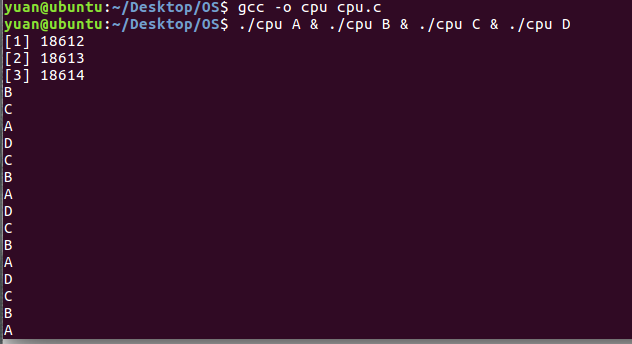 yuan@ubuntu:~/Desktop/OS$ gcc -o cpu cpu.c
yuan@ubuntu:~/Desktop/OS$ ./cpu A & ./cpu B & ./cpu C & ./cpu D
[1] 18612
[2] 18613
[3] 18614
B
C
A
D
C
B
A
D
C
B
A
D
C
B
A